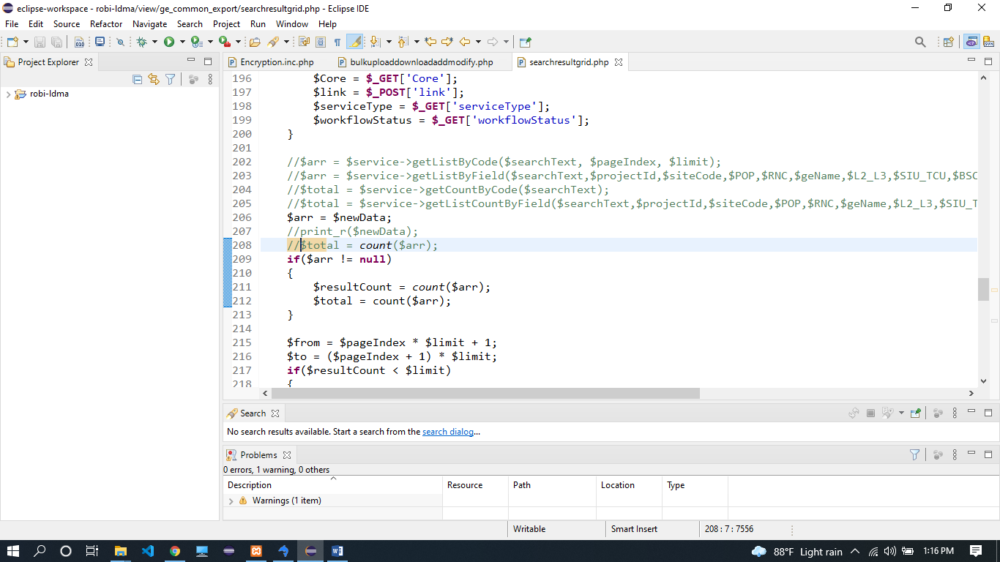 eclipse-workspace - robi-ldma/view/ge_common_export/searchresultgrid.php - Eclipse IDE
File Edit Source Refactor Navigate Search Project Run Window Help
Project Explorer
Encryption.inc.php bulkuploaddownloadaddmodify.php searchresultgrid.php
robi-ldma
196 $Core = $_GET['Core'];
197 $link = $_POST['link'];
198 $serviceType = $_GET['serviceType'];
199 $workflowStatus = $_GET['workflowStatus'];
200 }
201
202 //$arr = $service->getListByCode($searchText, $pageIndex, $limit);
203 //$arr = $service->getListByField($searchText,$projectId,$siteCode,$POP,$RNC,$geName,$L2_L3,$SIU_TCU,$BSC
204 //$total = $service->getCountByCode($searchText);
205 //$total = $service->getListCountByField($searchText,$projectId,$siteCode,$POP,$RNC,$geName,$L2_L3,$SIU_T
206 $arr = $newData;
207 //print_r($newData);
208 //$total = count($arr);
209 if($arr != null)
210 {
211 $resultCount = count($arr);
212 $total = count($arr);
213 }
214
215 $from = $pageIndex * $limit + 1;
216 $to = ($pageIndex + 1) * $limit;
217 if($resultCount < $limit)
218 {
Search
No search results available. Start a search from the search dialog...
Problems
0 errors, 1 warning, 0 others
Description Resource Path Location Type
Warnings (1 item)
Writable Smart Insert 208 : 7 : 7556
88°F Light rain 1:16 PM